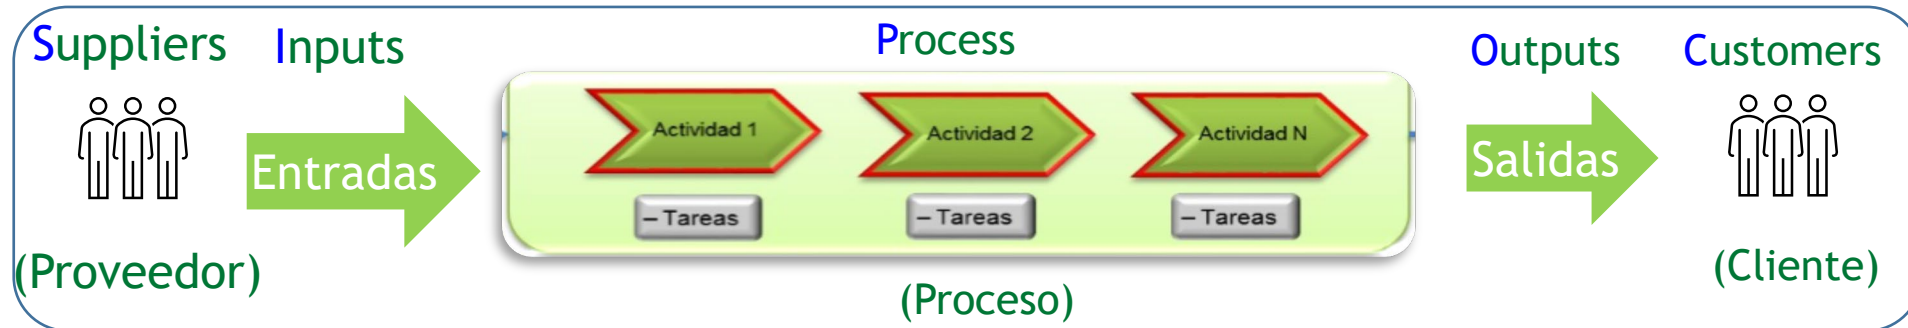 Suppliers
Inputs
Process
Outputs
Customers
Entradas
Actividad 1
Actividad 2
Actividad N
– Tareas
– Tareas
– Tareas
Salidas
(Proveedor)
(Proceso)
(Cliente)